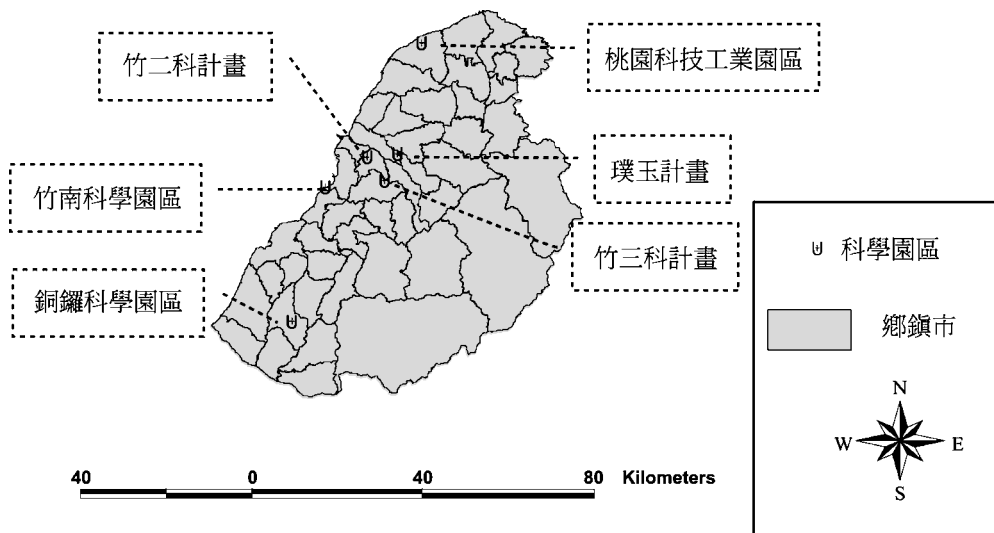 竹二科計畫
桃園科技工業園區
璞玉計畫
竹南科學園區
竹三科計畫
銅鑼科學園區
科學園區
鄉鎮市
N
W
E
S
40
0
40
80
Kilometers